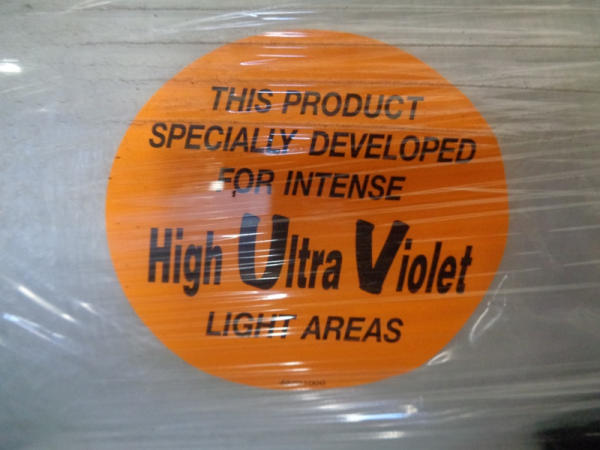 THIS PRODUCT
SPECIALLY DEVELOPED
FOR INTENSE
High Ultra Violet
LIGHT AREAS